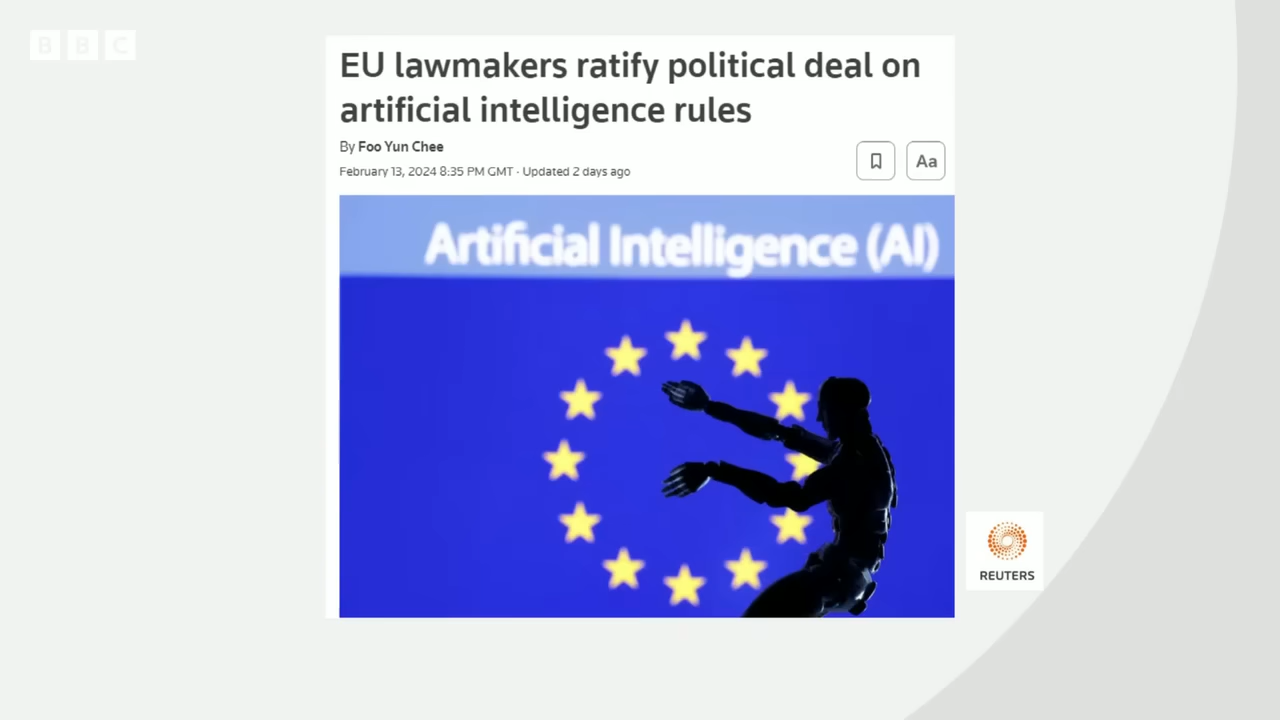 BBC
EU lawmakers ratify political deal on
artificial intelligence rules
By Foo Yun Chee
February 13, 2024 8:35 PM GMT · Updated 2 days ago
Aa
Artificial Intelligence (AI)
REUTERS